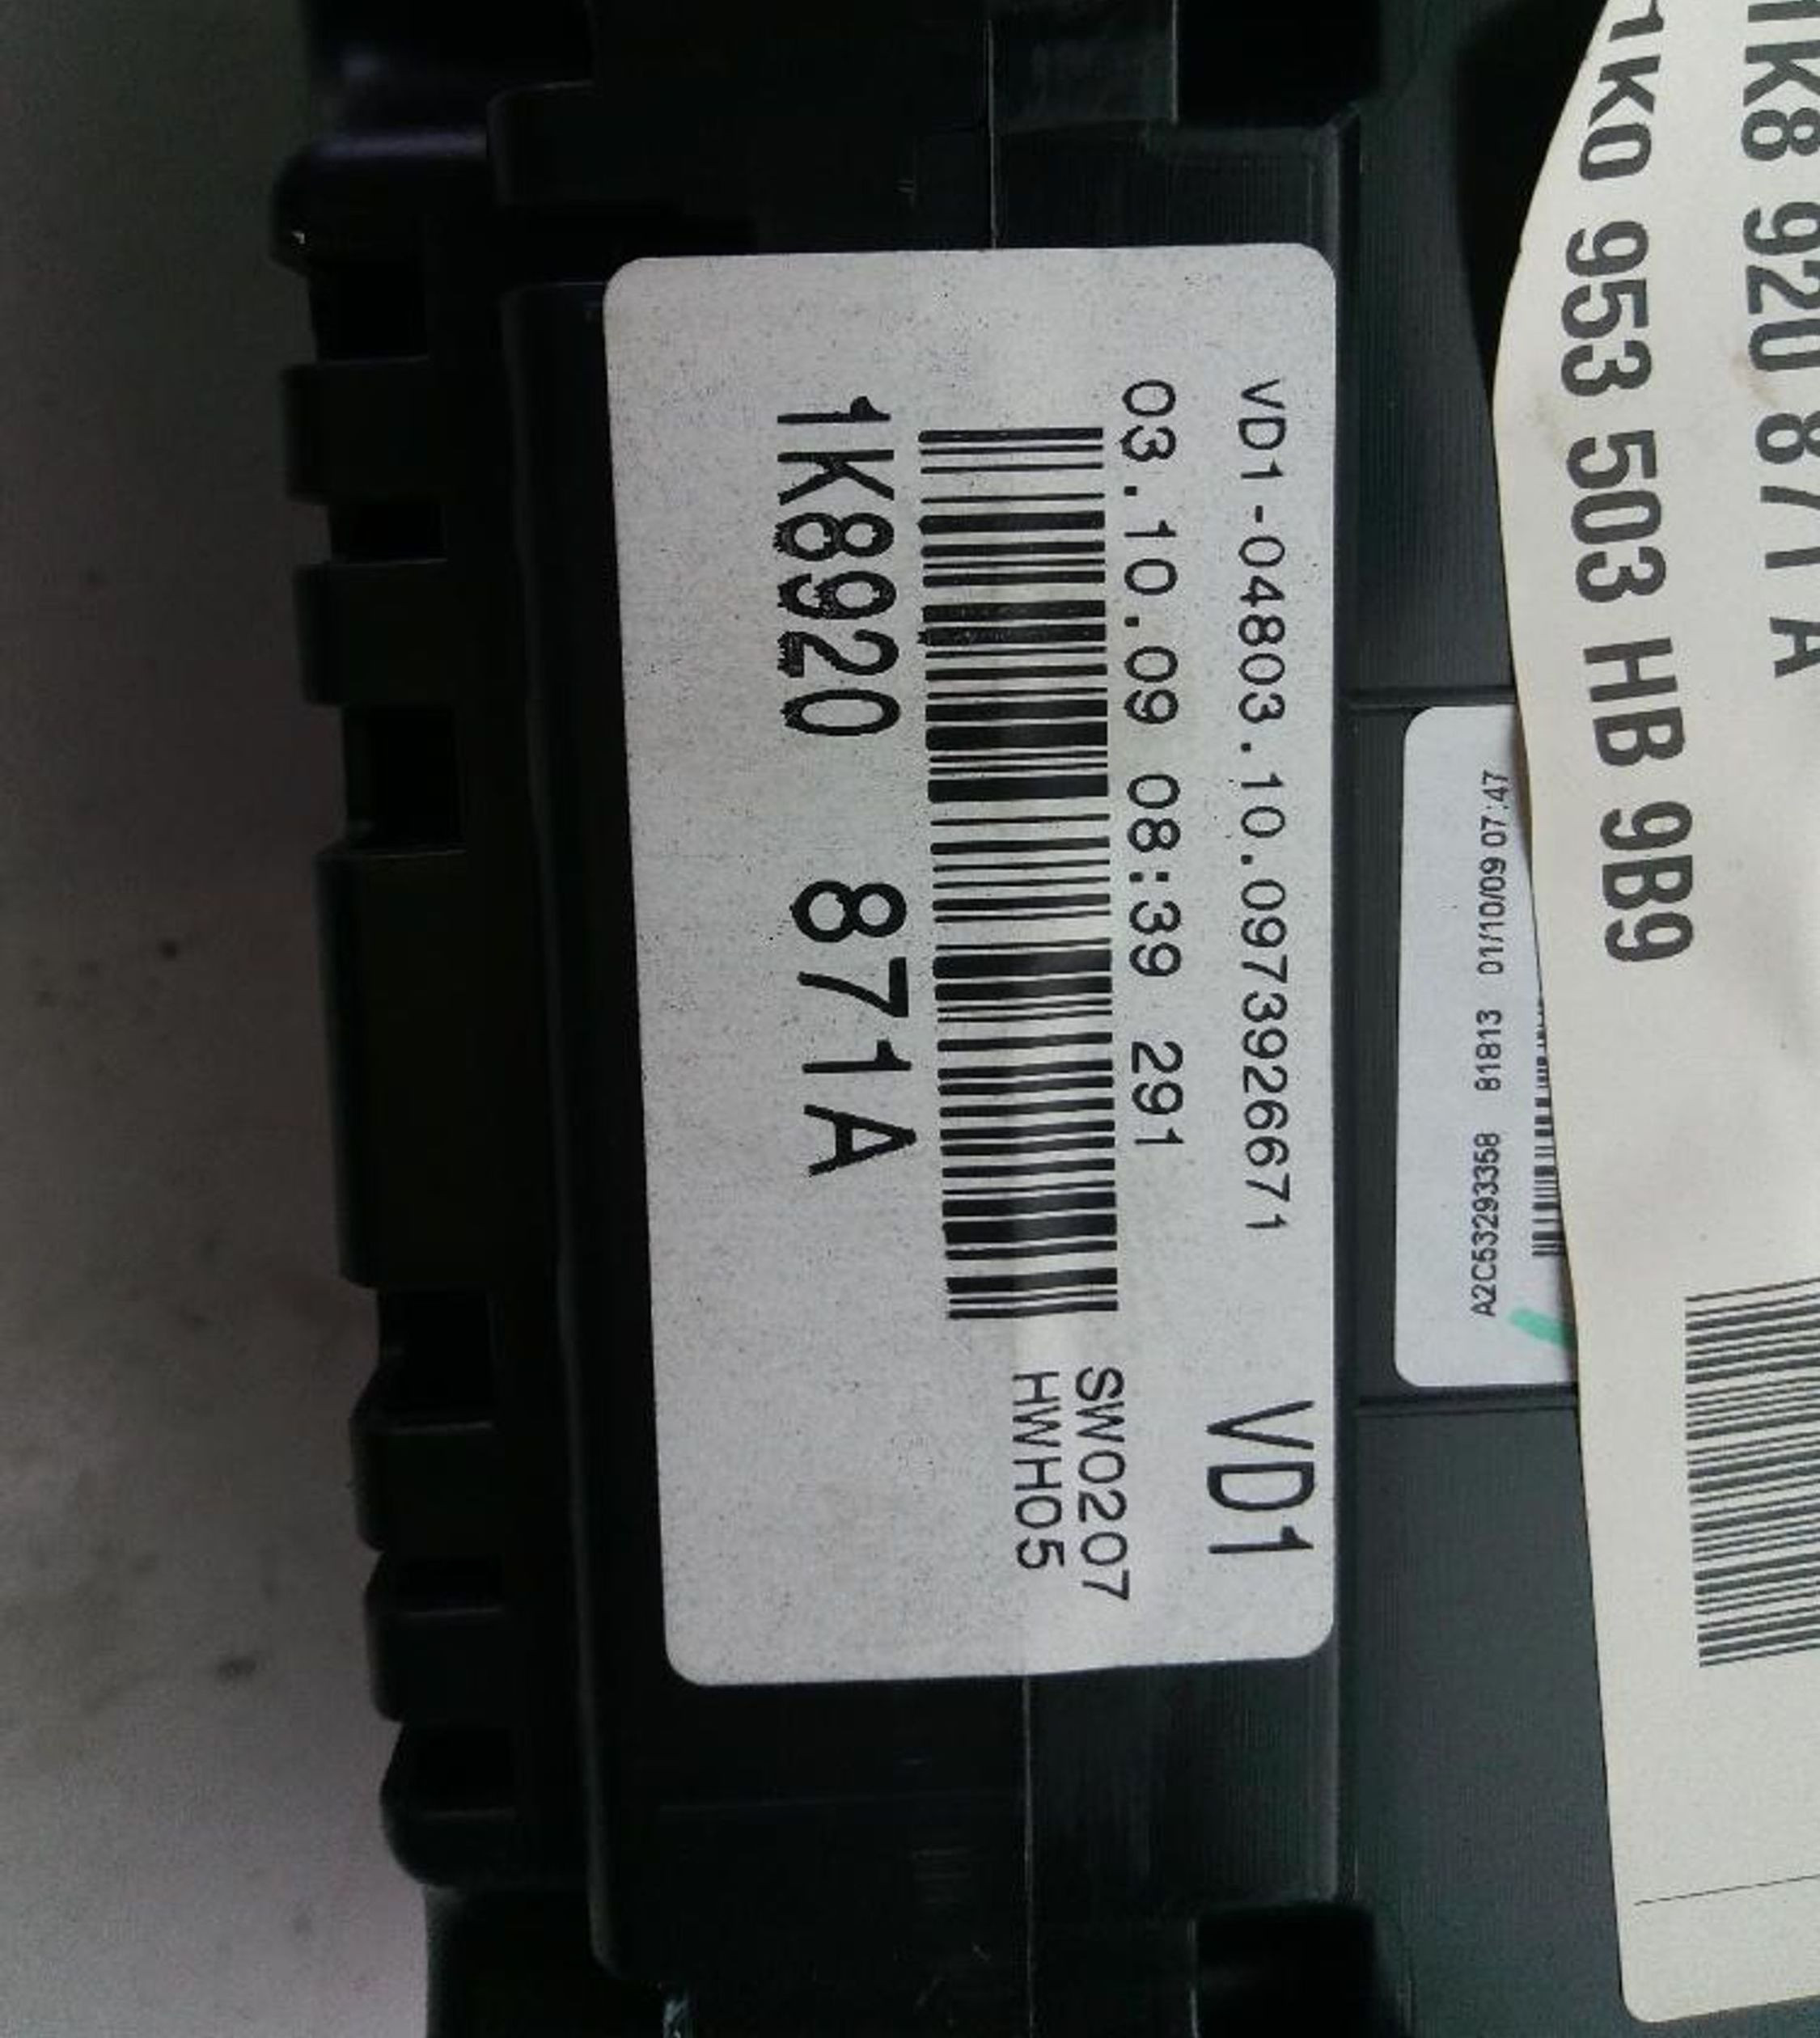 VD1-04803.10.0973926671
VD1
03.10.09 08:39 291
SW0207
HWH05
1K8920 871A
A2C53293358 81813 01/10/09 07:47
1K8 920 871 A
1K0 953 503 HB 9B9